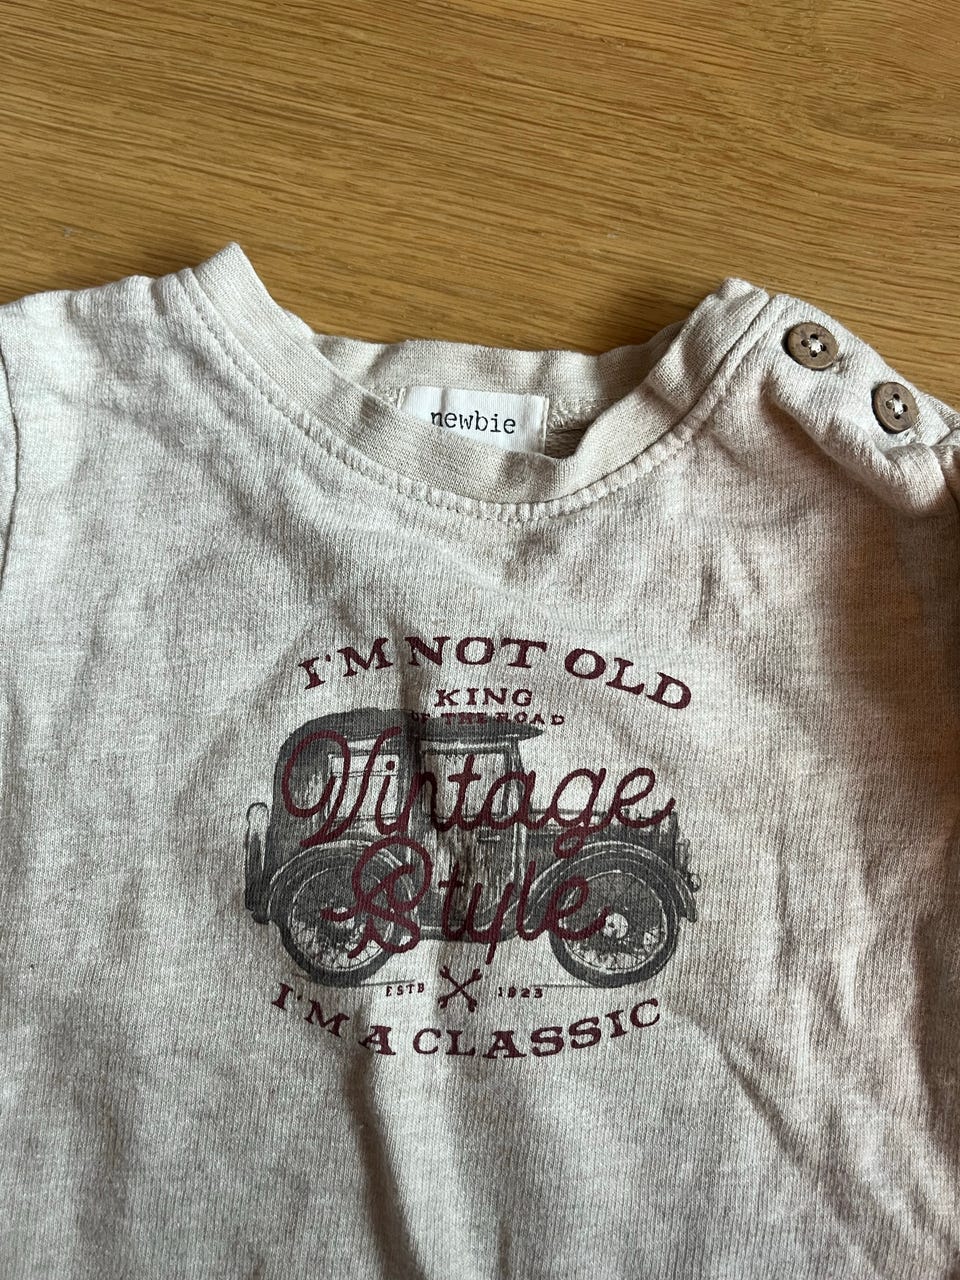 newbie
I'M NOT OLD
KING
OF THE ROAD
Vintage
Style
ESTB 1923
I'M A CLASSIC